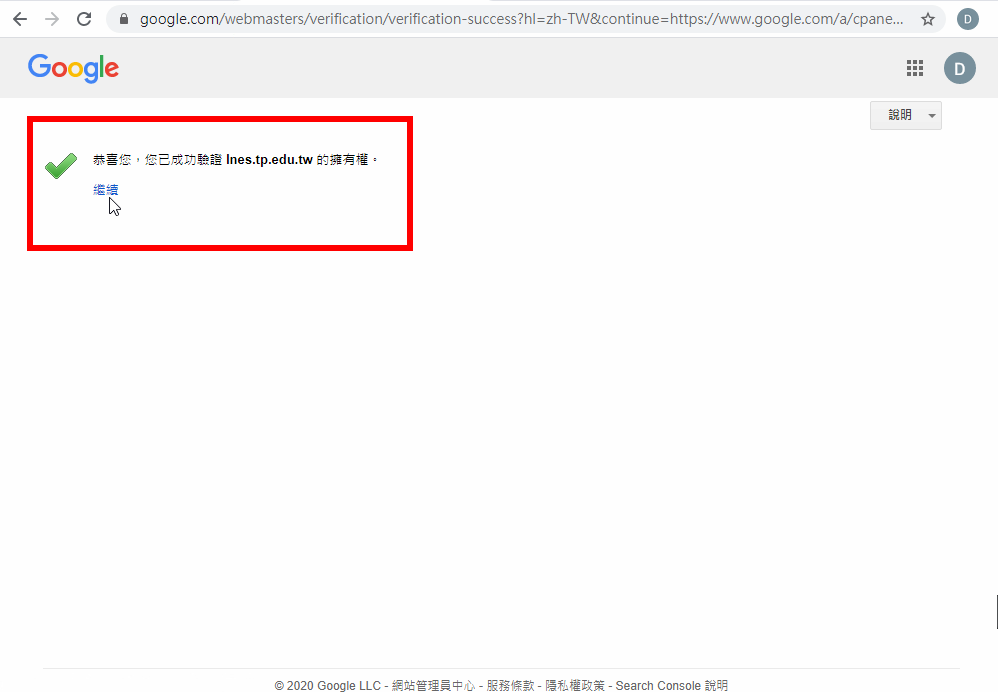 google.com/webmasters/verification/verification-success?hl=zh-TW&continue=https://www.google.com/a/cpane...
D
Google
D
說明
恭喜您，您已成功驗證 lnes.tp.edu.tw 的擁有權。
繼續
© 2020 Google LLC - 網站管理員中心 - 服務條款 - 隱私權政策 - Search Console 說明